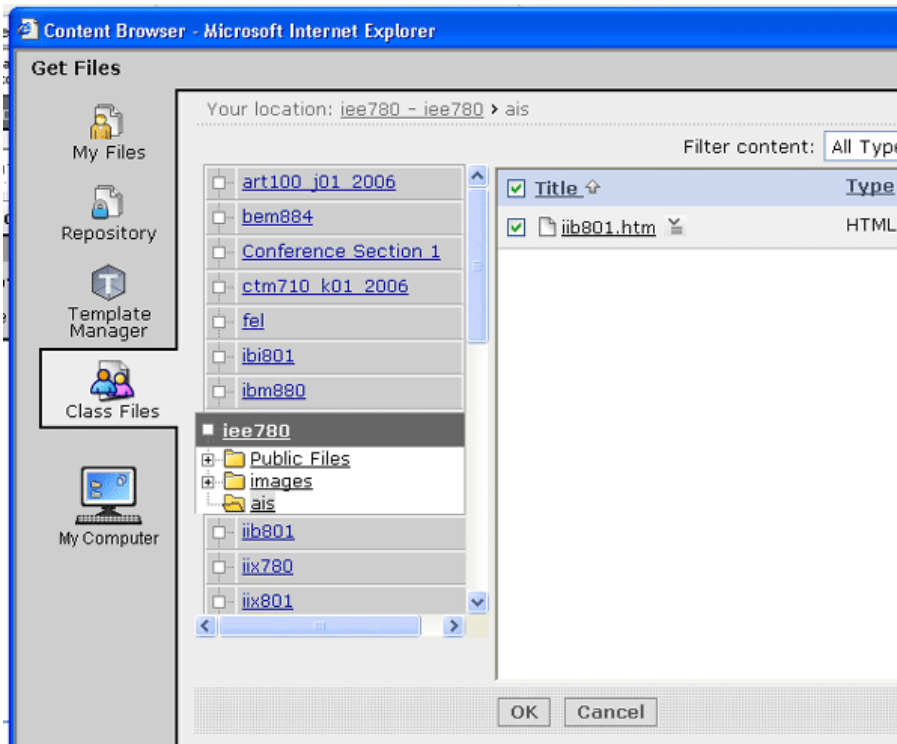 Content Browser - Microsoft Internet Explorer
Get Files
My Files
Repository
Template
Manager
Class Files
My Computer
Your location: iee780 - iee780 > ais
Filter content: All Type
art100_j01_2006
bem884
Conference Section 1
ctm710_k01_2006
fel
ibi801
ibm880
iee780
Public Files
images
ais
iib801
iix780
iix801
Title Type
iib801.htm HTML
OK Cancel